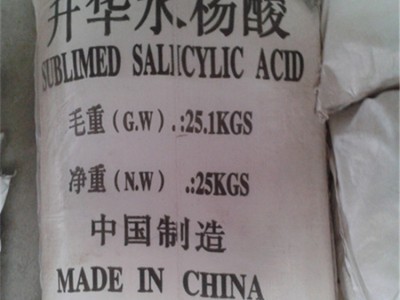 升华水杨酸
SUBLIMED SALICYLIC ACID
毛重(G.W).:25.1KGS
净重(N.W) .:25KGS
中国制造
MADE IN CHINA